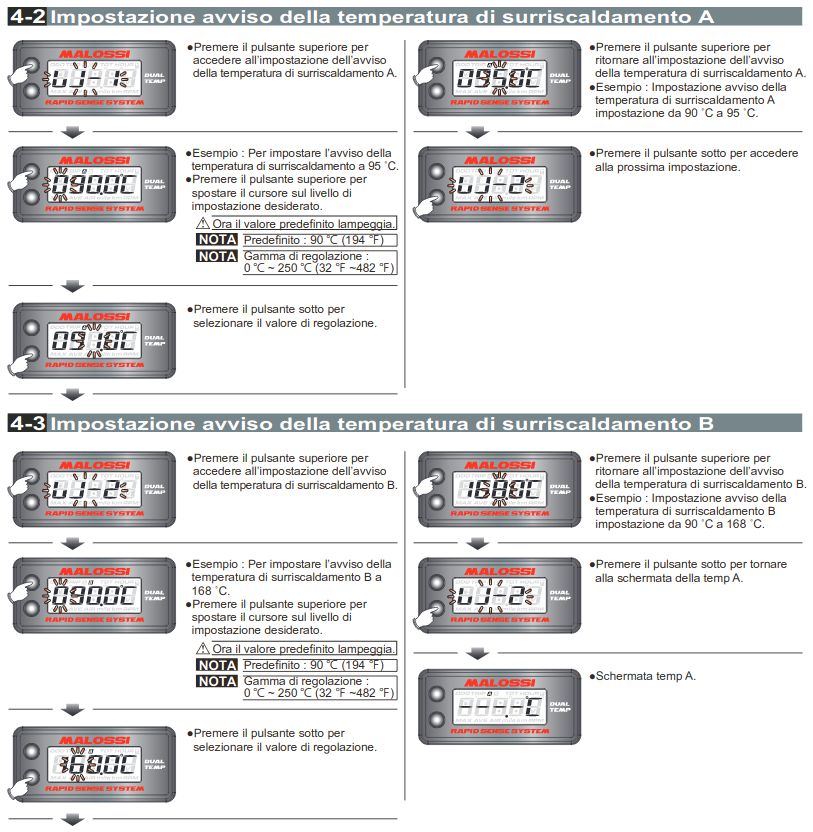 4-2 Impostazione avviso della temperatura di surriscaldamento A
MALOSSI
DUAL
TEMP
RAPID SENSE SYSTEM
●Premere il pulsante superiore per
accedere all'impostazione dell'avviso
della temperatura di surriscaldamento A.
MALOSSI
090.0°C
DUAL
TEMP
RAPID SENSE SYSTEM
●Esempio : Per impostare l'avviso della
temperatura di surriscaldamento a 95 ˚C.
●Premere il pulsante superiore per
spostare il cursore sul livello di
impostazione desiderato.
⚠ Ora il valore predefinito lampeggia.
NOTA Predefinito : 90 ℃ (194 ℉)
NOTA Gamma di regolazione :
0 ℃ ~ 250 ℃ (32 ℉ ~482 ℉)
MALOSSI
091.0°C
DUAL
TEMP
RAPID SENSE SYSTEM
●Premere il pulsante sotto per
selezionare il valore di regolazione.
MALOSSI
095.0°C
DUAL
TEMP
RAPID SENSE SYSTEM
●Premere il pulsante superiore per
ritornare all'impostazione dell'avviso
della temperatura di surriscaldamento A.
●Esempio : Impostazione avviso della
temperatura di surriscaldamento A
impostazione da 90 ˚C a 95 ˚C.
MALOSSI
DUAL
TEMP
RAPID SENSE SYSTEM
●Premere il pulsante sotto per accedere
alla prossima impostazione.
4-3 Impostazione avviso della temperatura di surriscaldamento B
MALOSSI
DUAL
TEMP
RAPID SENSE SYSTEM
●Premere il pulsante superiore per
accedere all'impostazione dell'avviso
della temperatura di surriscaldamento B.
MALOSSI
090.0°C
DUAL
TEMP
RAPID SENSE SYSTEM
●Esempio : Per impostare l'avviso della
temperatura di surriscaldamento B a
168 ˚C.
●Premere il pulsante superiore per
spostare il cursore sul livello di
impostazione desiderato.
⚠ Ora il valore predefinito lampeggia.
NOTA Predefinito : 90 ℃ (194 ℉)
NOTA Gamma di regolazione :
0 ℃ ~ 250 ℃ (32 ℉ ~482 ℉)
MALOSSI
DUAL
TEMP
RAPID SENSE SYSTEM
●Premere il pulsante sotto per
selezionare il valore di regolazione.
MALOSSI
168.0°C
DUAL
TEMP
RAPID SENSE SYSTEM
●Premere il pulsante superiore per
ritornare all'impostazione dell'avviso
della temperatura di surriscaldamento B.
●Esempio : Impostazione avviso della
temperatura di surriscaldamento B
impostazione da 90 ˚C a 168 ˚C.
MALOSSI
DUAL
TEMP
RAPID SENSE SYSTEM
●Premere il pulsante sotto per tornare
alla schermata della temp A.
MALOSSI
DUAL
TEMP
RAPID SENSE SYSTEM
●Schermata temp A.